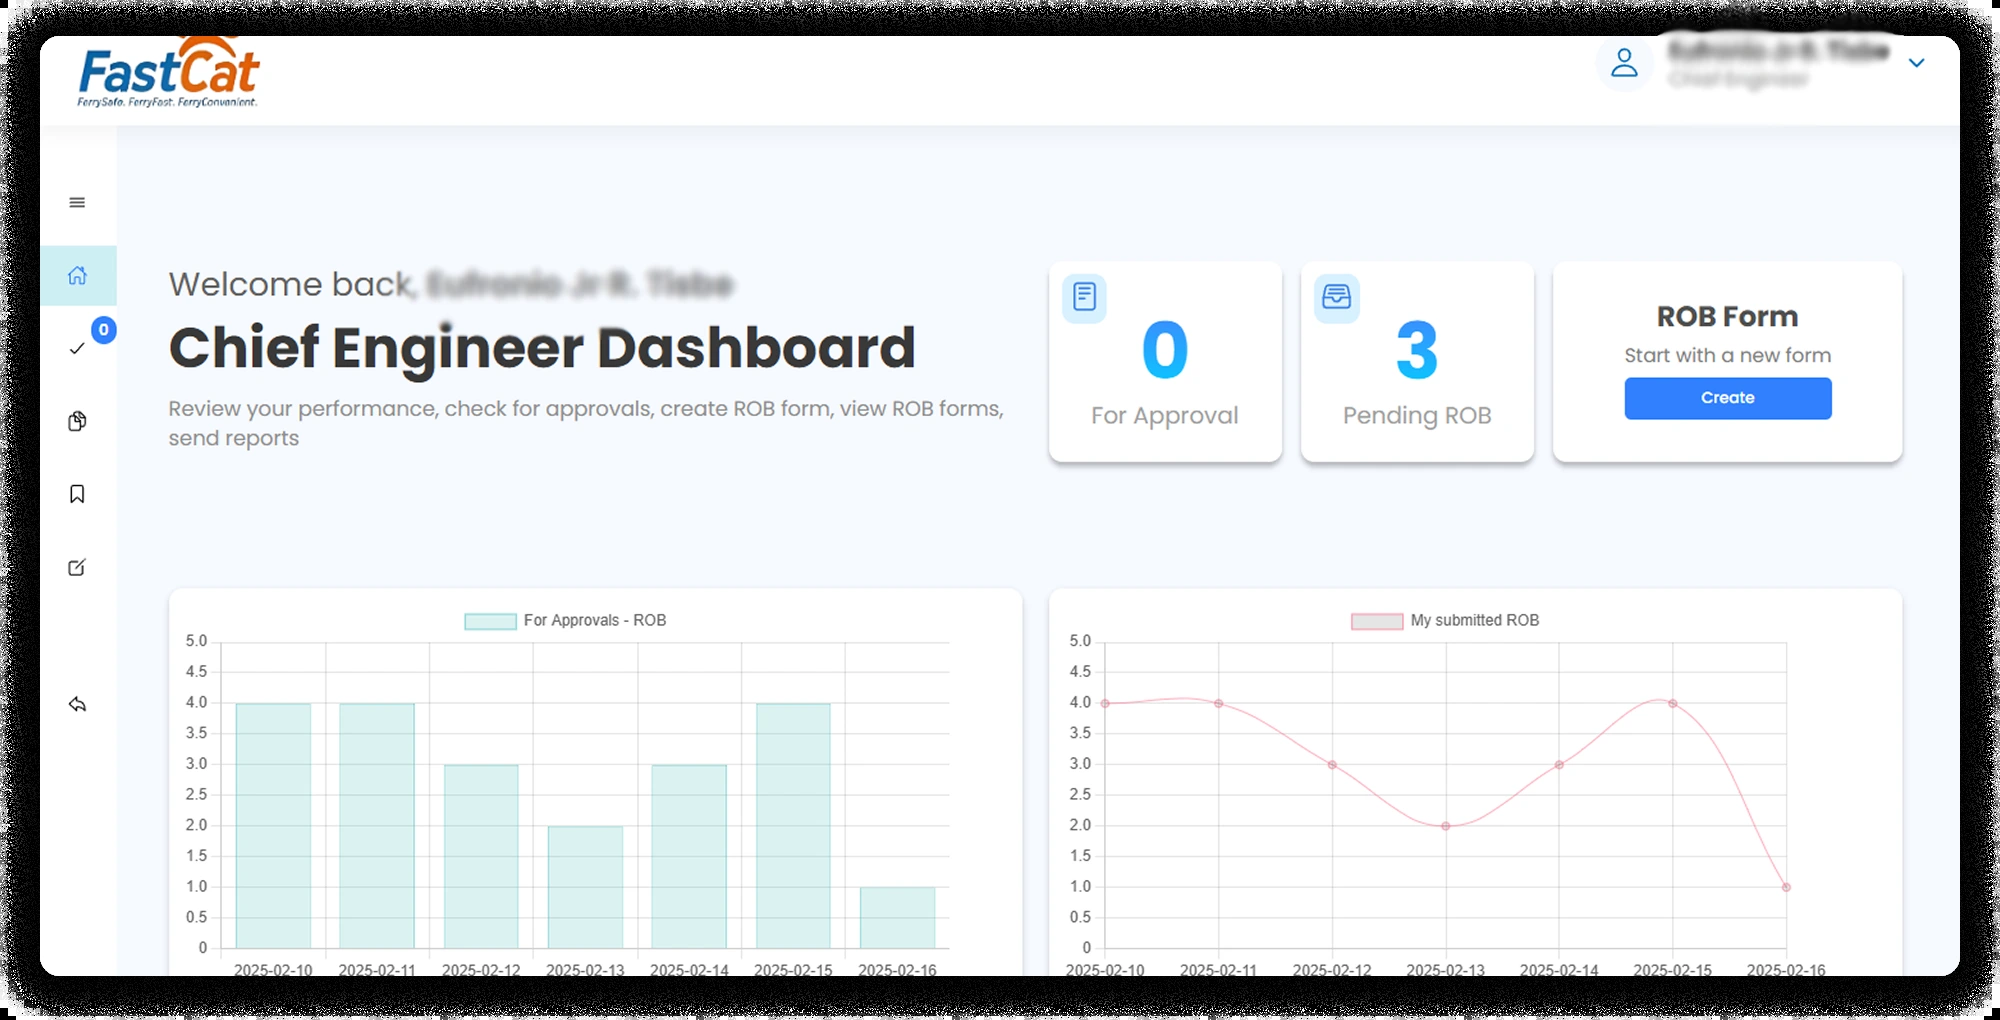 FastCat
FerrySafe. FerryFast. FerryConvenient.
0
Welcome back,
Chief Engineer Dashboard
Review your performance, check for approvals, create ROB form, view ROB forms,
send reports
0
For Approval
3
Pending ROB
ROB Form
Start with a new form
Create
For Approvals - ROB
5.0
4.5
4.0
3.5
3.0
2.5
2.0
1.5
1.0
0.5
0
2025-02-10 2025-02-11 2025-02-12 2025-02-13 2025-02-14 2025-02-15 2025-02-16
My submitted ROB
5.0
4.5
4.0
3.5
3.0
2.5
2.0
1.5
1.0
0.5
0
2025-02-10 2025-02-11 2025-02-12 2025-02-13 2025-02-14 2025-02-15 2025-02-16